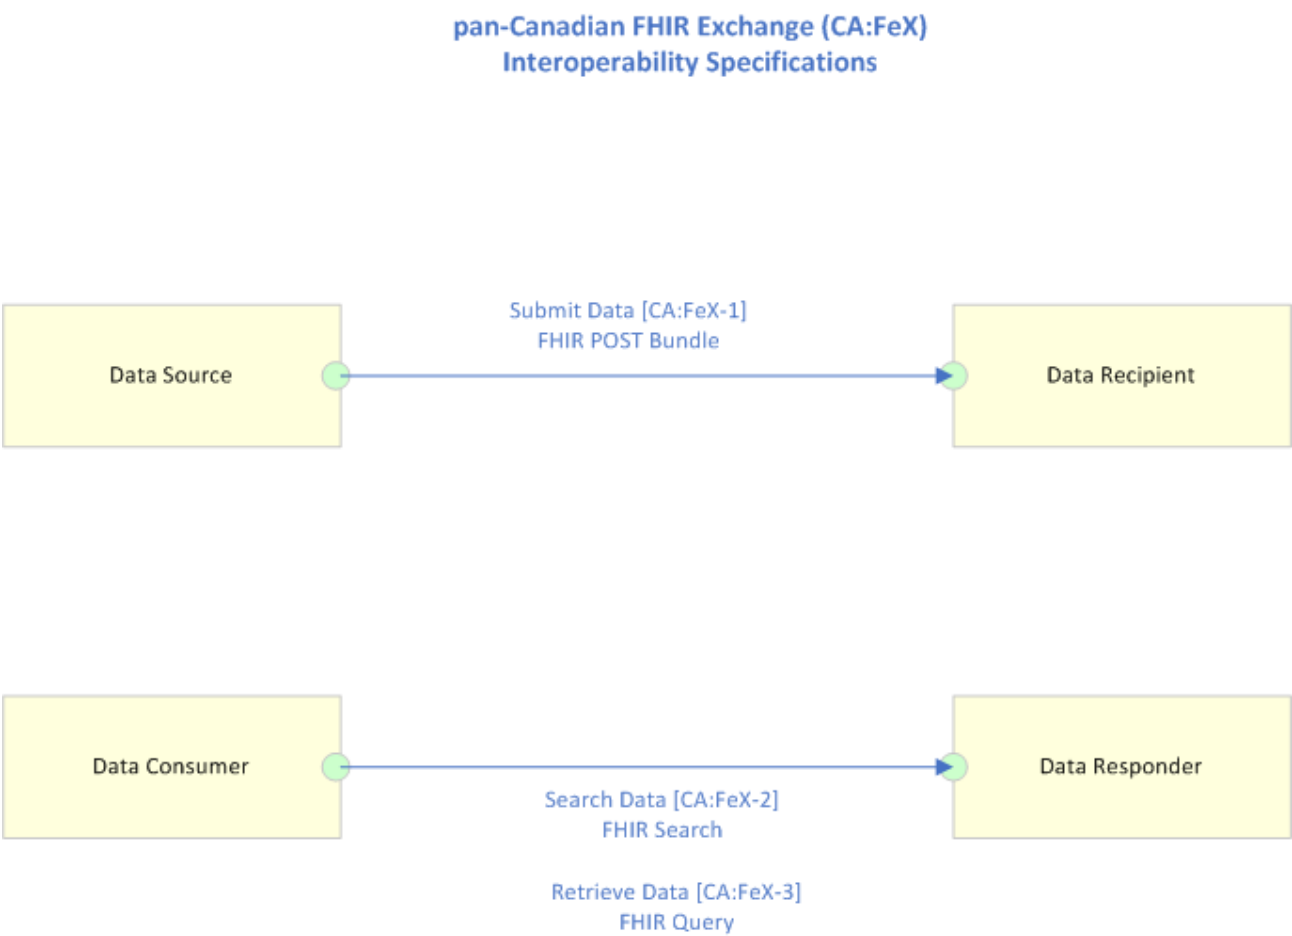 pan-Canadian FHIR Exchange (CA:FeX)
Interoperability Specifications
Submit Data [CA:FeX-1]
FHIR POST Bundle
Data Source
Data Recipient
Data Consumer
Data Responder
Search Data [CA:FeX-2]
FHIR Search
Retrieve Data [CA:FeX-3]
FHIR Query